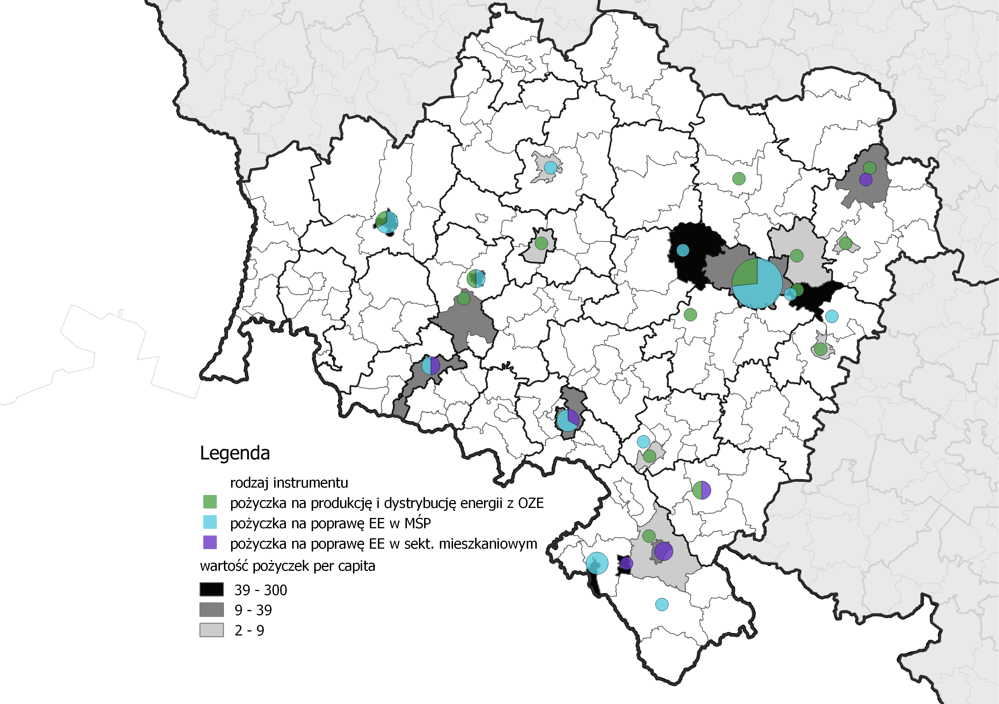 Legenda
rodzaj instrumentu
pożyczka na produkcję i dystrybucję energii z OZE
pożyczka na poprawę EE w MŚP
pożyczka na poprawę EE w sekt. mieszkaniowym
wartość pożyczek per capita
39 - 300
9 - 39
2 - 9